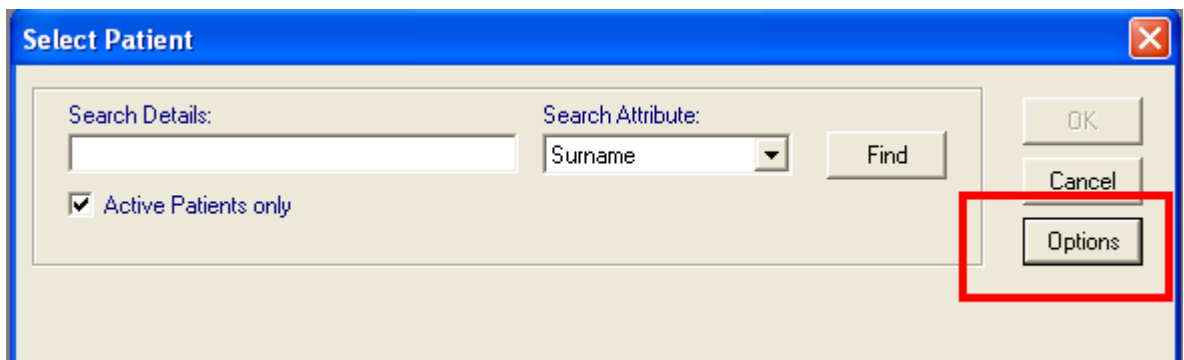 Select Patient
Search Details:
Search Attribute:
OK
Surname
Find
Cancel
Active Patients only
Options